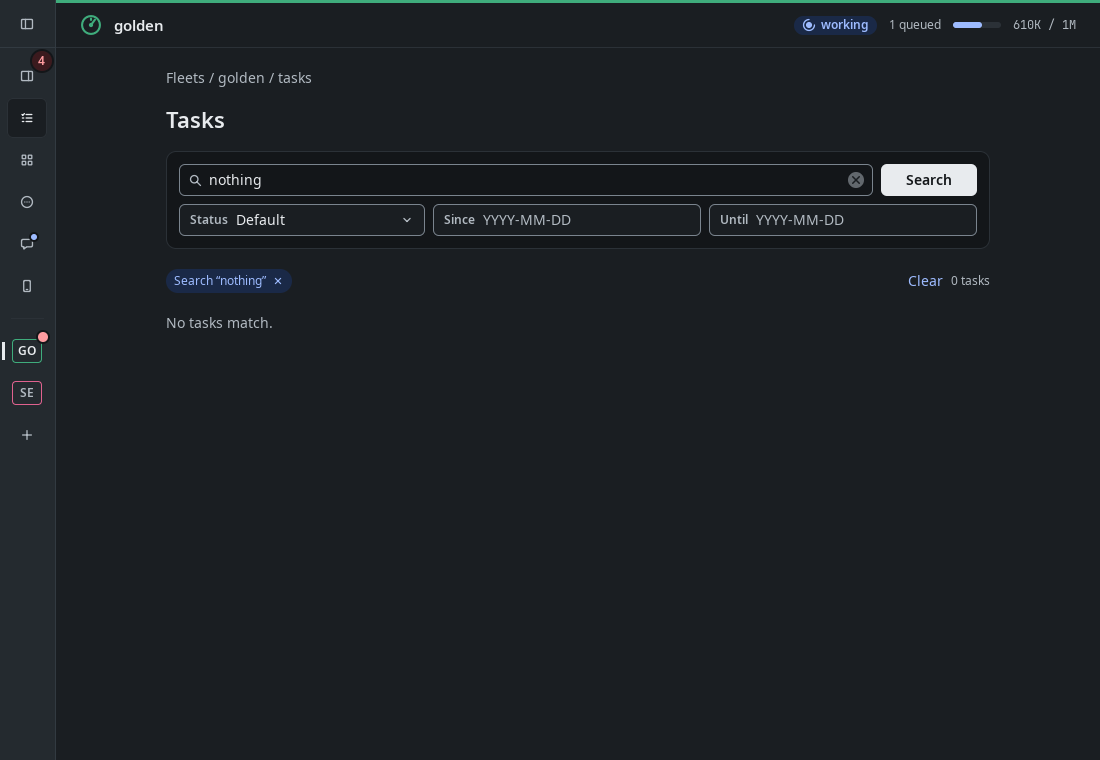 golden
working
1 queued
610K / 1M
4
Fleets / golden / tasks
Tasks
nothing
Search
Status Default
Since YYYY-MM-DD
Until YYYY-MM-DD
Search “nothing” ×
Clear
0 tasks
No tasks match.
GO
SE